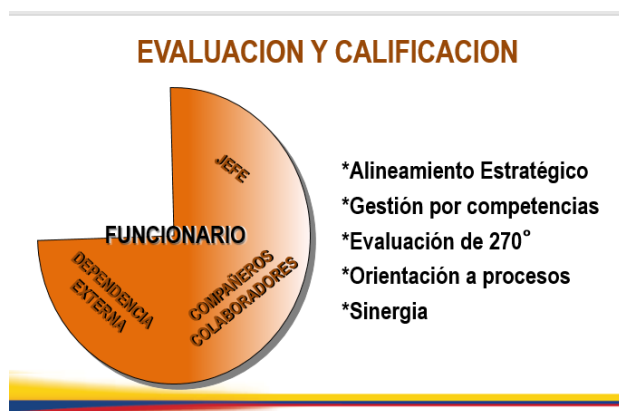 EVALUACION Y CALIFICACION
JEFE
FUNCIONARIO
DEPENDENCIA
EXTERNA
COMPAÑEROS
COLABORADORES
*Alineamiento Estratégico
*Gestión por competencias
*Evaluación de 270°
*Orientación a procesos
*Sinergia